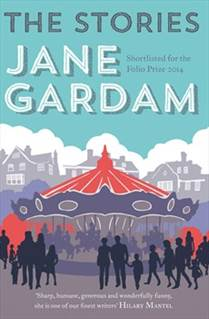 THE STORIES
JANE
GARDAM
Shortlisted for the
Folio Prize 2014
'Sharp, humane, generous and wonderfully funny,
she is one of our finest writers' HILARY MANTEL